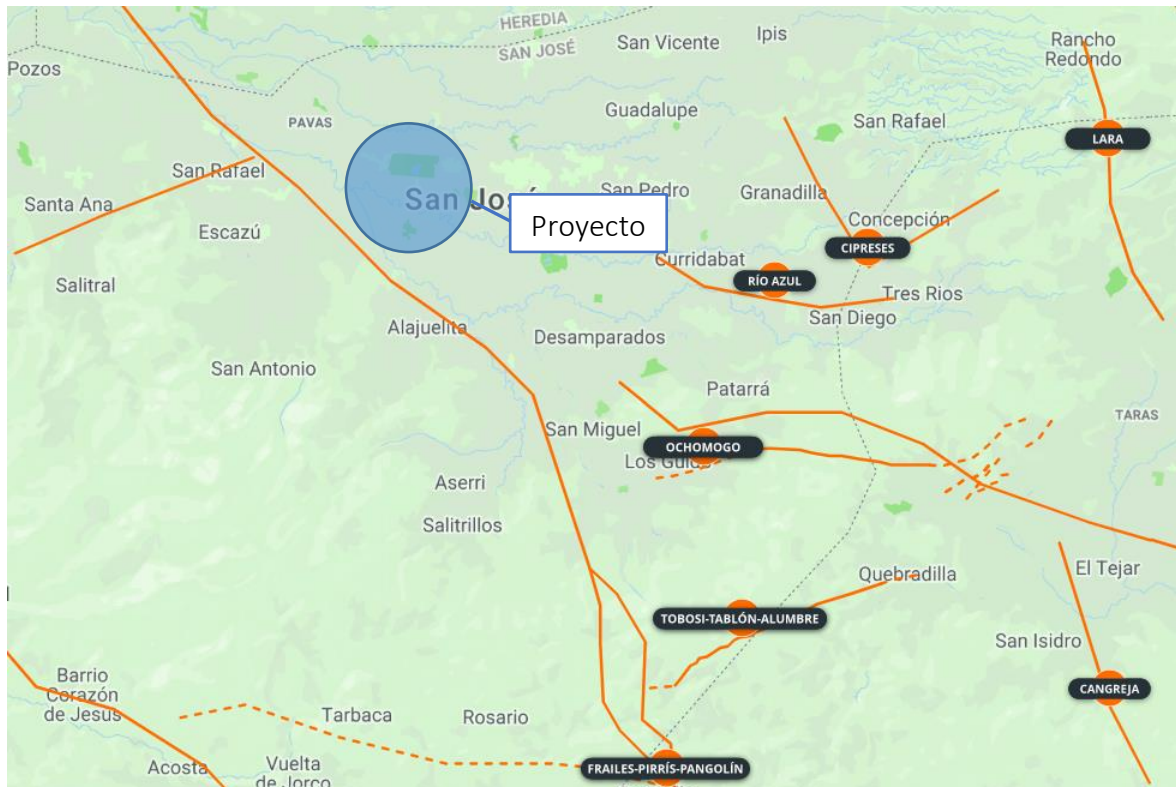 HEREDIA
SAN JOSÉ
San Vicente
Ipis
Rancho
Redondo
Pozos
PAVAS
Guadalupe
San Rafael
LARA
San Rafael
Santa Ana
San José
San Pedro
Granadilla
Concepción
Proyecto
Escazú
CIPRESES
Curridabat
RÍO AZUL
Salitral
Tres Rios
San Diego
Alajuelita
Desamparados
San Antonio
Patarrá
TARAS
San Miguel
OCHOMOGO
Los Guido
Aserri
Salitrillos
Quebradilla
El Tejar
TOBOSI-TABLÓN-ALUMBRE
San Isidro
Barrio
Corazón
de Jesus
CANGREJA
Tarbaca
Rosario
Acosta
Vuelta
de Jorco
FRAILES-PIRRÍS-PANGOLÍN